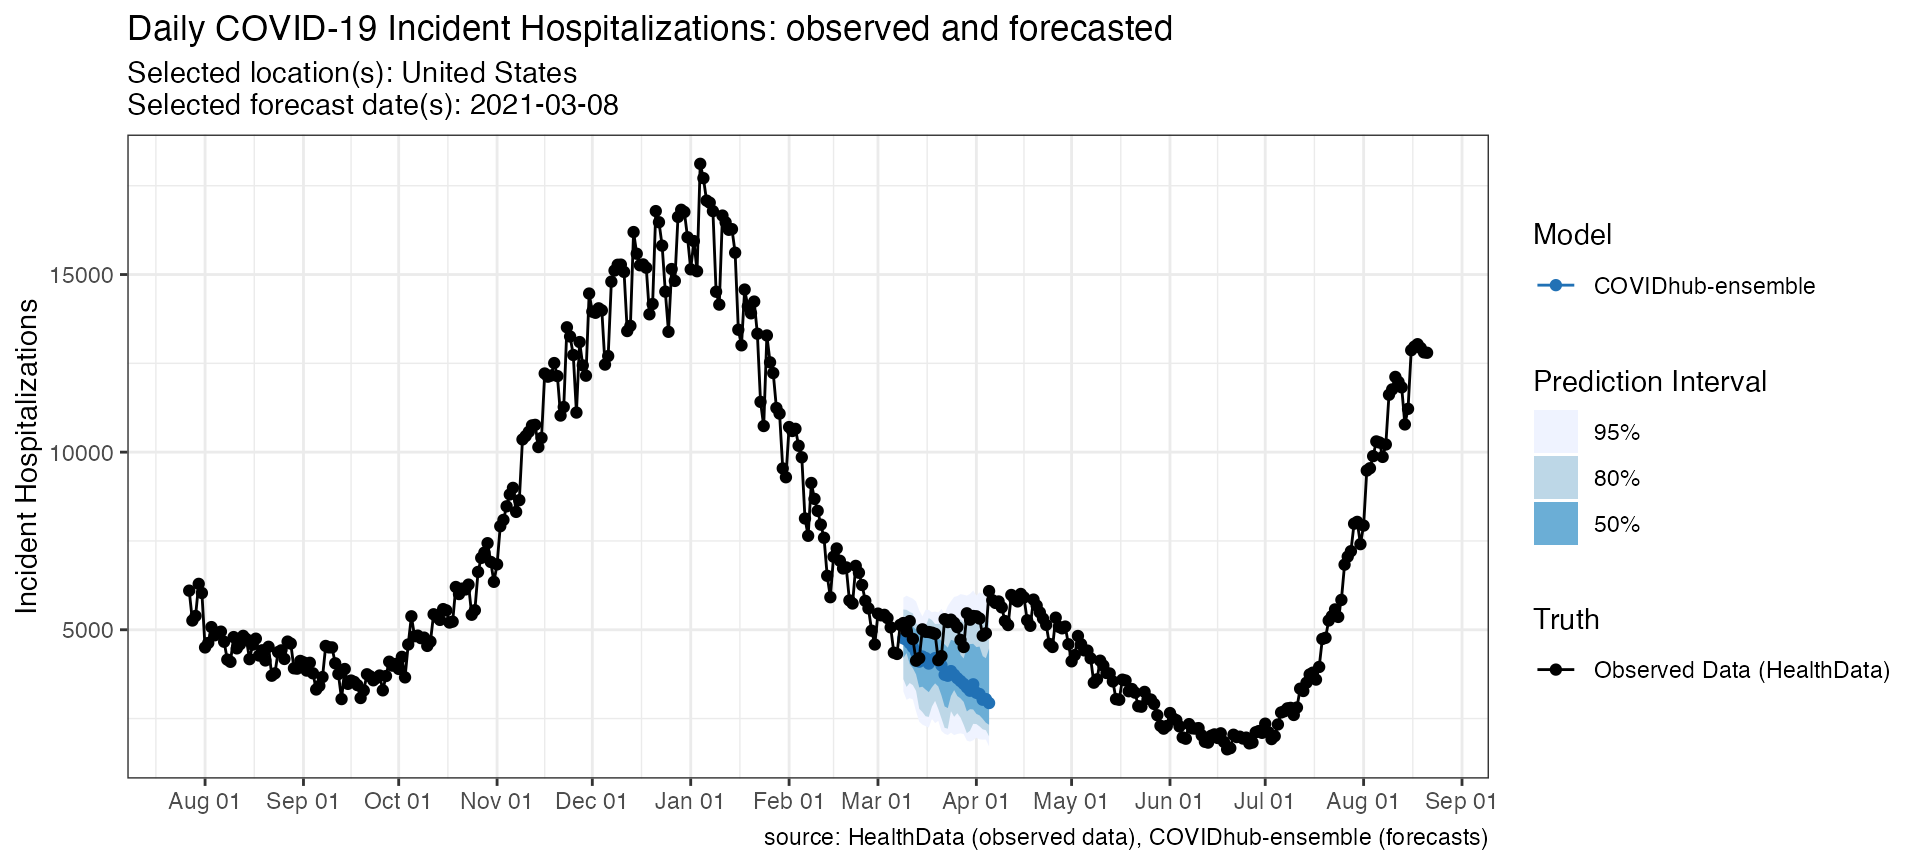 Daily COVID-19 Incident Hospitalizations: observed and forecasted
Selected location(s): United States
Selected forecast date(s): 2021-03-08
Incident Hospitalizations
15000
10000
5000
Aug 01 Sep 01 Oct 01 Nov 01 Dec 01 Jan 01 Feb 01 Mar 01 Apr 01 May 01 Jun 01 Jul 01 Aug 01 Sep 01
source: HealthData (observed data), COVIDhub-ensemble (forecasts)
Model
COVIDhub-ensemble
Prediction Interval
95%
80%
50%
Truth
Observed Data (HealthData)